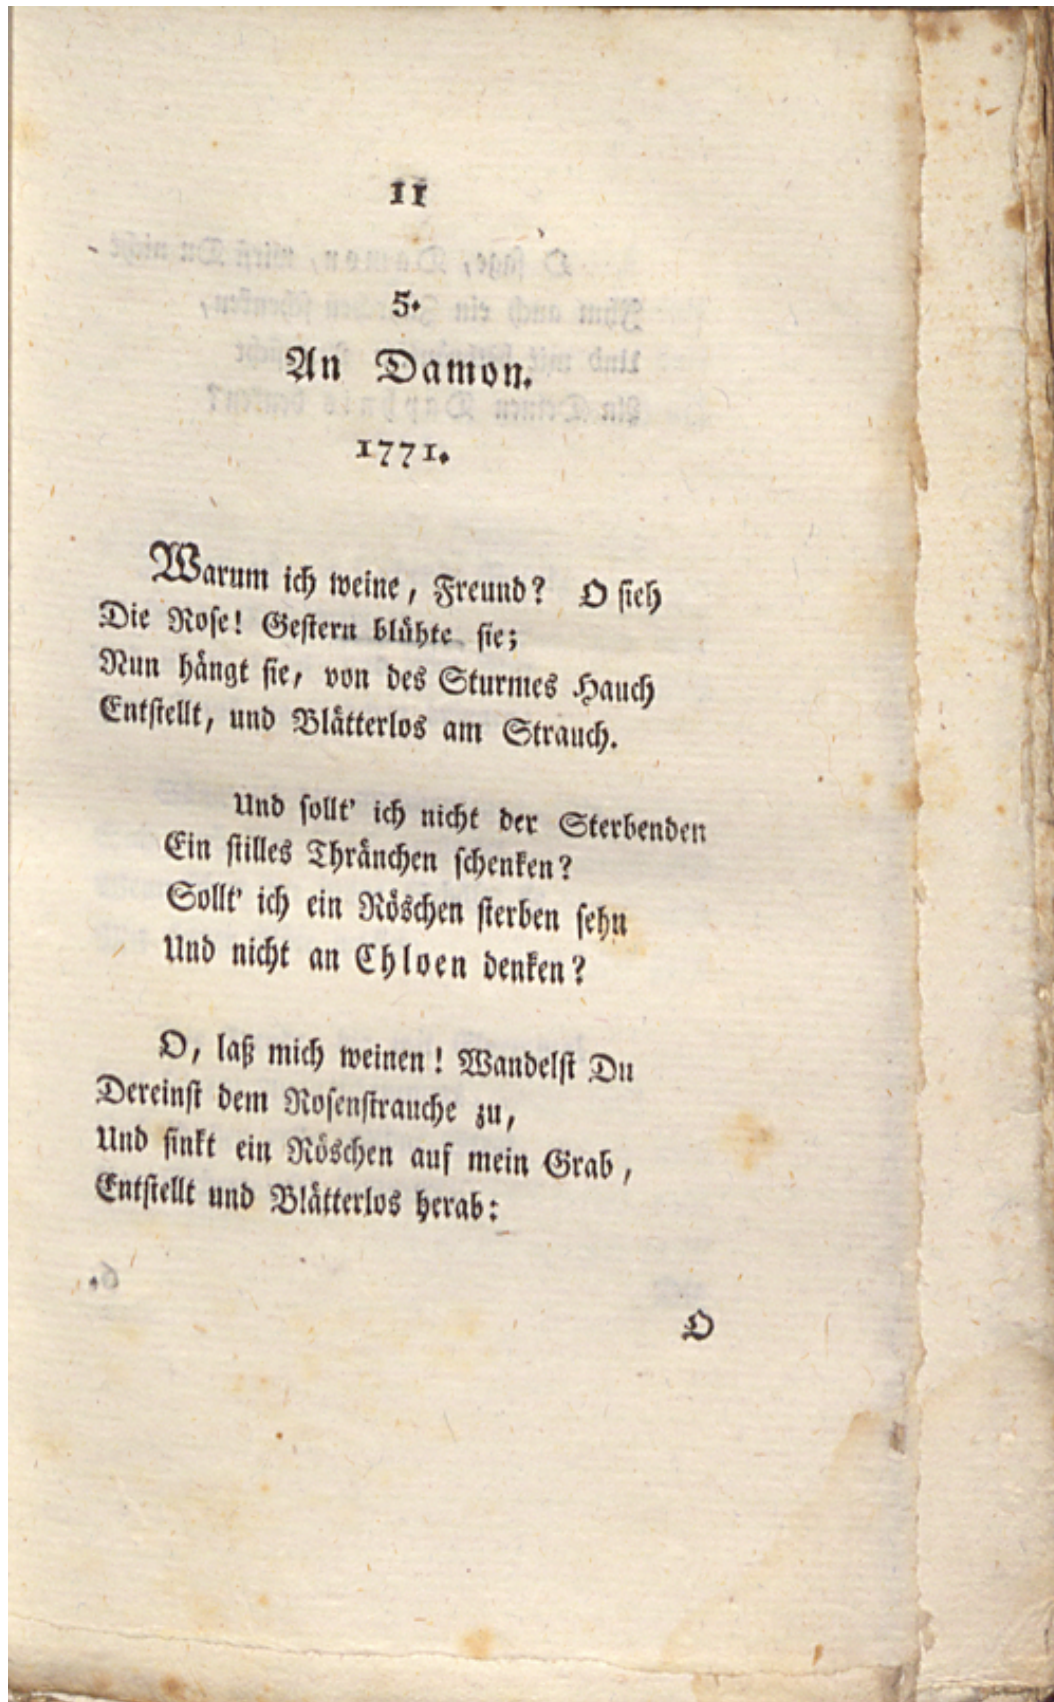 11
5.
An Damon.
1771.
Warum ich weine, Freund? O sieh
Die Rose! Gestern blühte sie;
Nun hängt sie, von des Sturmes Hauch
Entstellt, und Blätterlos am Strauch.
Und sollt' ich nicht der Sterbenden
Ein stilles Thränchen schenken?
Sollt' ich ein Röschen sterben sehn
Und nicht an Chloen denken?
O, laß mich weinen! Wandelst Du
Dereinst dem Rosenstrauche zu,
Und sinkt ein Röschen auf mein Grab,
Entstellt und Blätterlos herab:
O